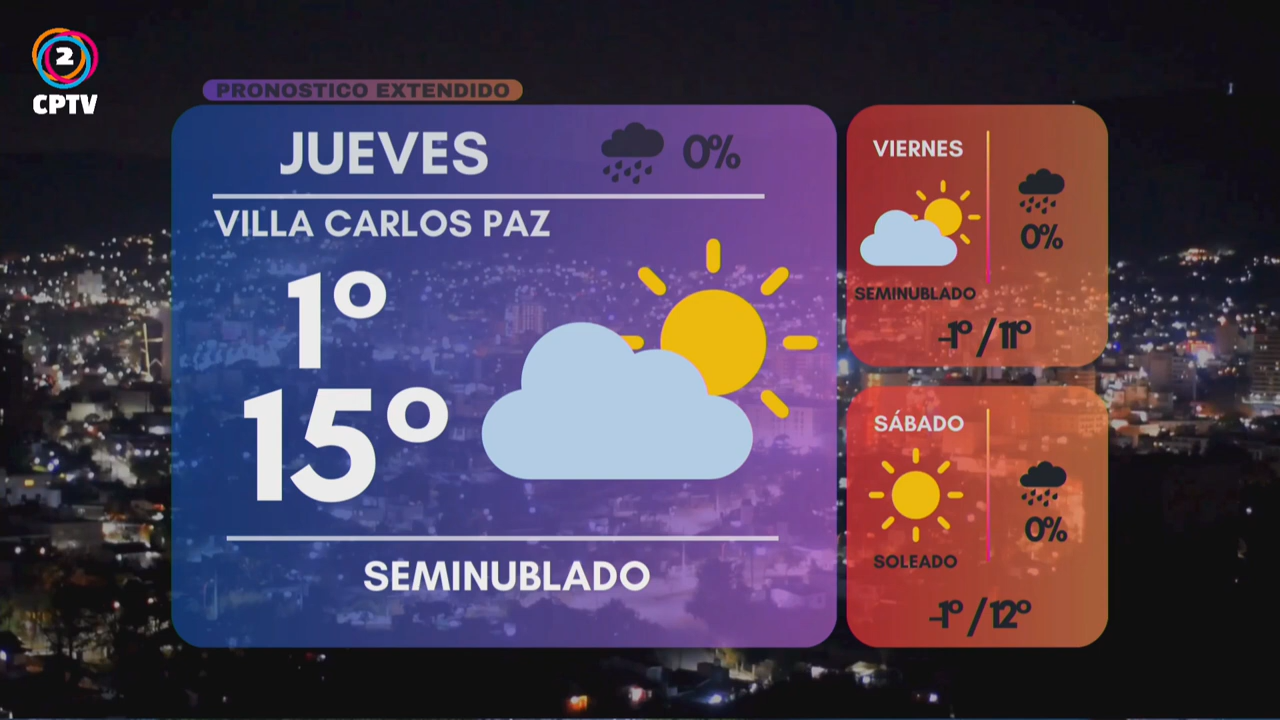 2
CPTV
PRONOSTICO EXTENDIDO
JUEVES
0%
VILLA CARLOS PAZ
1º
15º
SEMINUBLADO
VIERNES
0%
SEMINUBLADO
-1º / 11º
SÁBADO
0%
SOLEADO
-1º / 12º